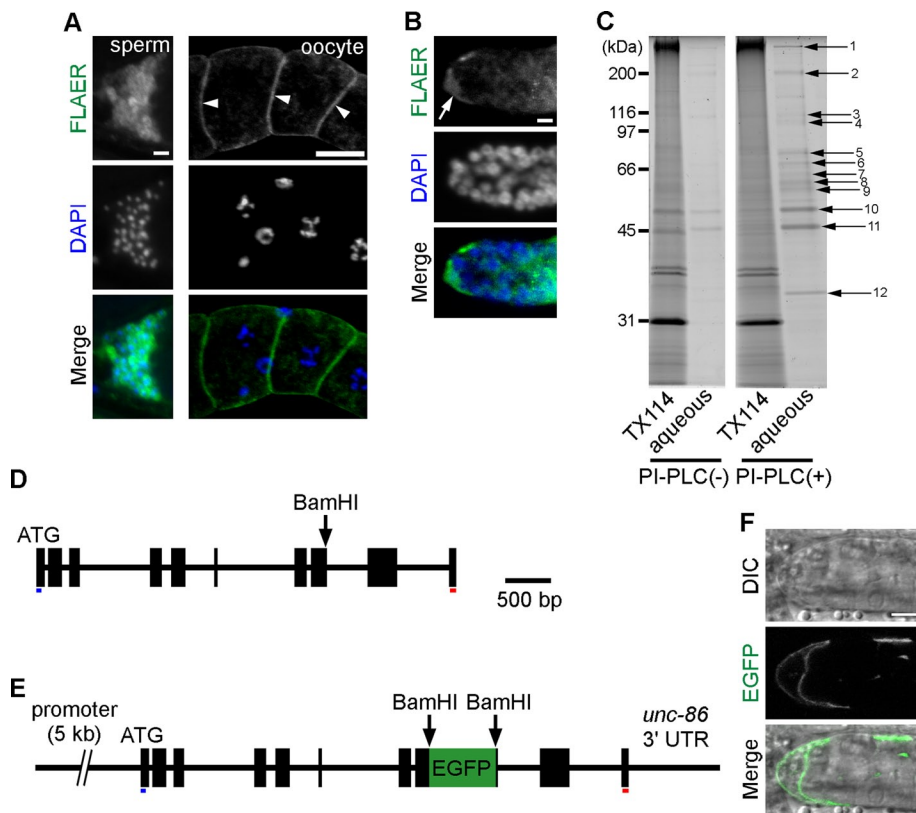 A
sperm
oocyte
FLAER
DAPI
Merge
B
FLAER
DAPI
Merge
C
(kDa)
200
116
97
66
45
31
1
2
3
4
5
6
7
8
9
10
11
12
TX114
aqueous
TX114
aqueous
PI-PLC(-)
PI-PLC(+)
D
BamHI
ATG
500 bp
E
promoter
(5 kb)
ATG
BamHI
BamHI
EGFP
unc-86
3' UTR
F
DIC
EGFP
Merge